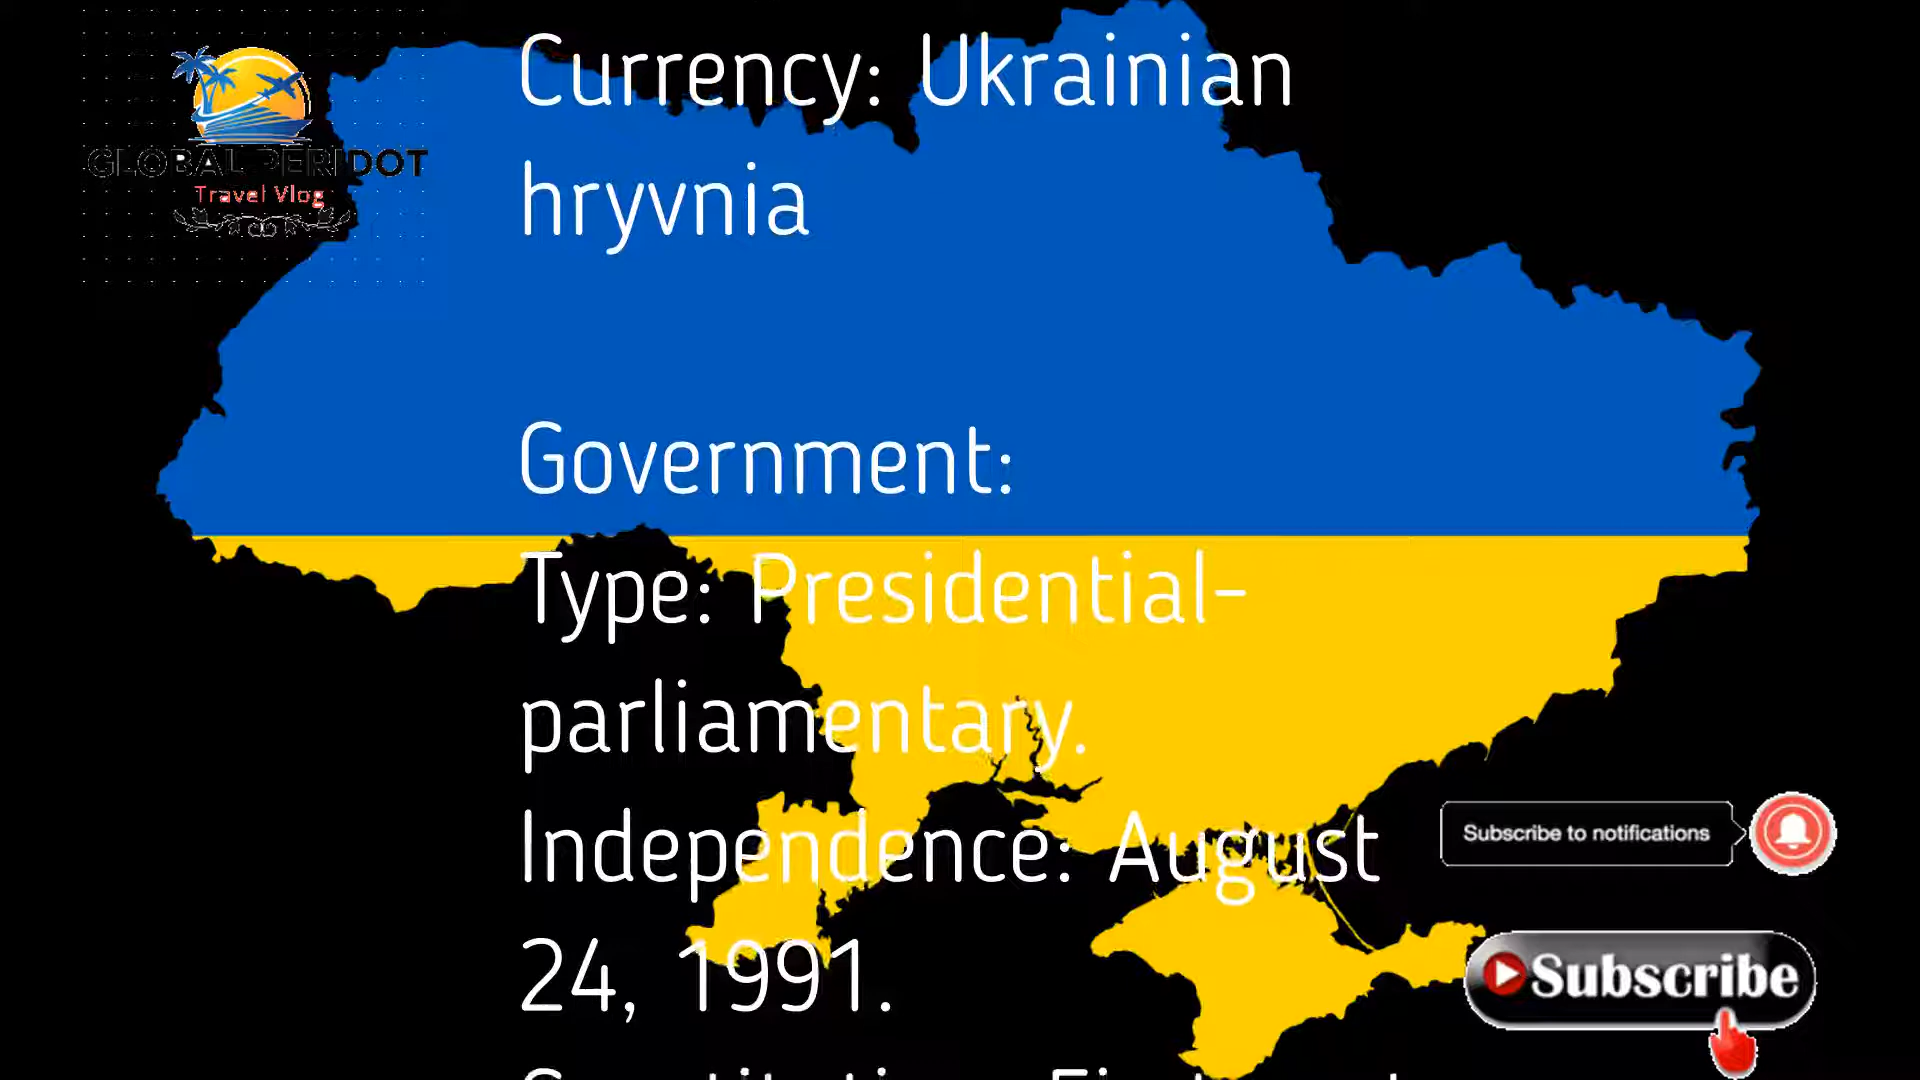 GLOBAL PERIDOT
Travel Vlog
Currency: Ukrainian
hryvnia
Government:
Type: Presidential-
parliamentary.
Independence: August
24, 1991.
Subscribe to notifications
Subscribe